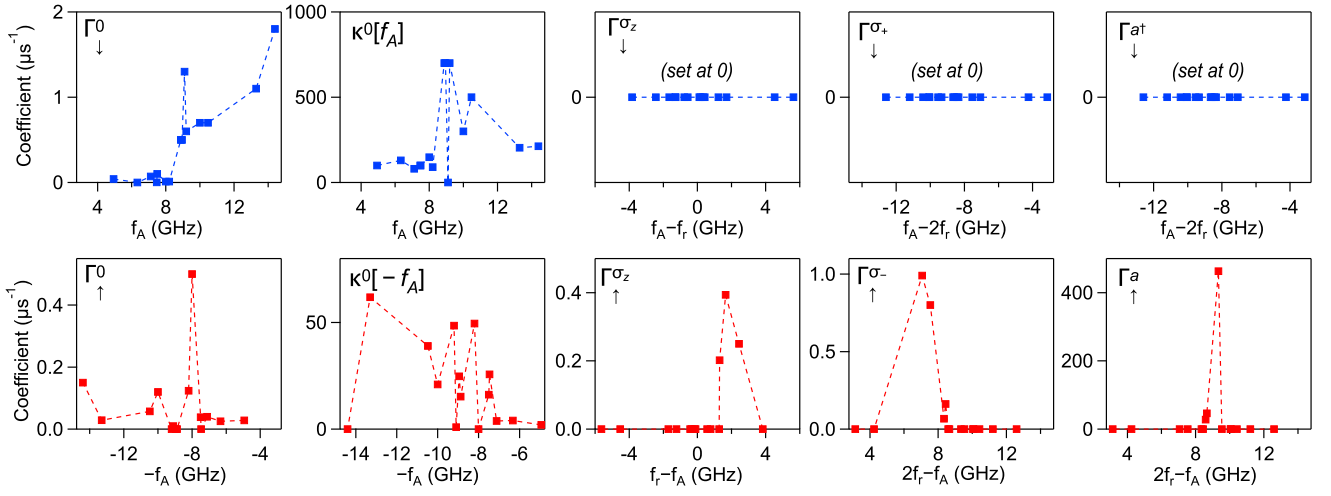 Γ↓⁰
Coefficient (µs⁻¹)
2
1
0
4 8 12
f_A (GHz)
κ⁰[f_A]
1000
500
0
4 8 12
f_A (GHz)
Γ↓^σ_z
(set at 0)
0
-4 0 4
f_A−f_r (GHz)
Γ↓^σ₊
(set at 0)
0
-12 -8 -4
f_A−2f_r (GHz)
Γ↓^a†
(set at 0)
0
-12 -8 -4
f_A−2f_r (GHz)
Γ↑⁰
Coefficient (µs⁻¹)
0.4
0.2
0.0
-12 -8 -4
−f_A (GHz)
κ⁰[−f_A]
50
0
-14 -12 -10 -8 -6
−f_A (GHz)
Γ↑^σ_z
0.4
0.2
0.0
-4 0 4
f_r−f_A (GHz)
Γ↑^σ₋
1.0
0.5
0.0
4 8 12
2f_r−f_A (GHz)
Γ↑^a
400
200
0
4 8 12
2f_r−f_A (GHz)